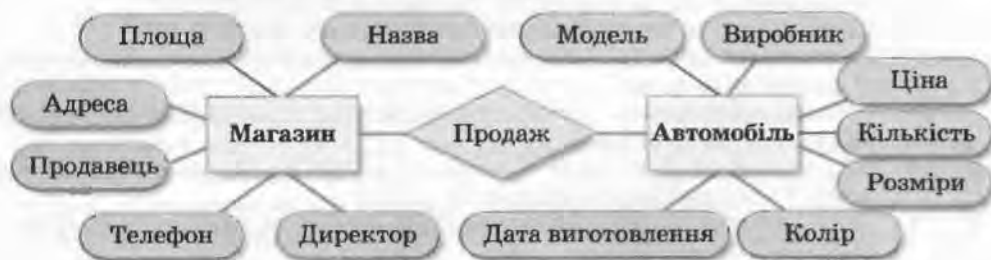 Площа
Назва
Модель
Виробник
Адреса
Ціна
Магазин
Продаж
Автомобіль
Кількість
Продавець
Розміри
Телефон
Директор
Дата виготовлення
Колір